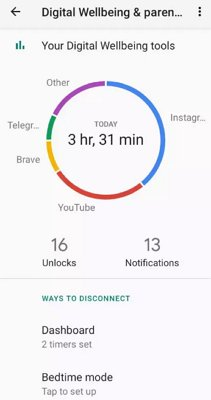 Digital Wellbeing & paren...
Your Digital Wellbeing tools
Other
Instagr...
Telegr...
Brave
YouTube
TODAY
3 hr, 31 min
16
Unlocks
13
Notifications
WAYS TO DISCONNECT
Dashboard
2 timers set
Bedtime mode
Tap to set up